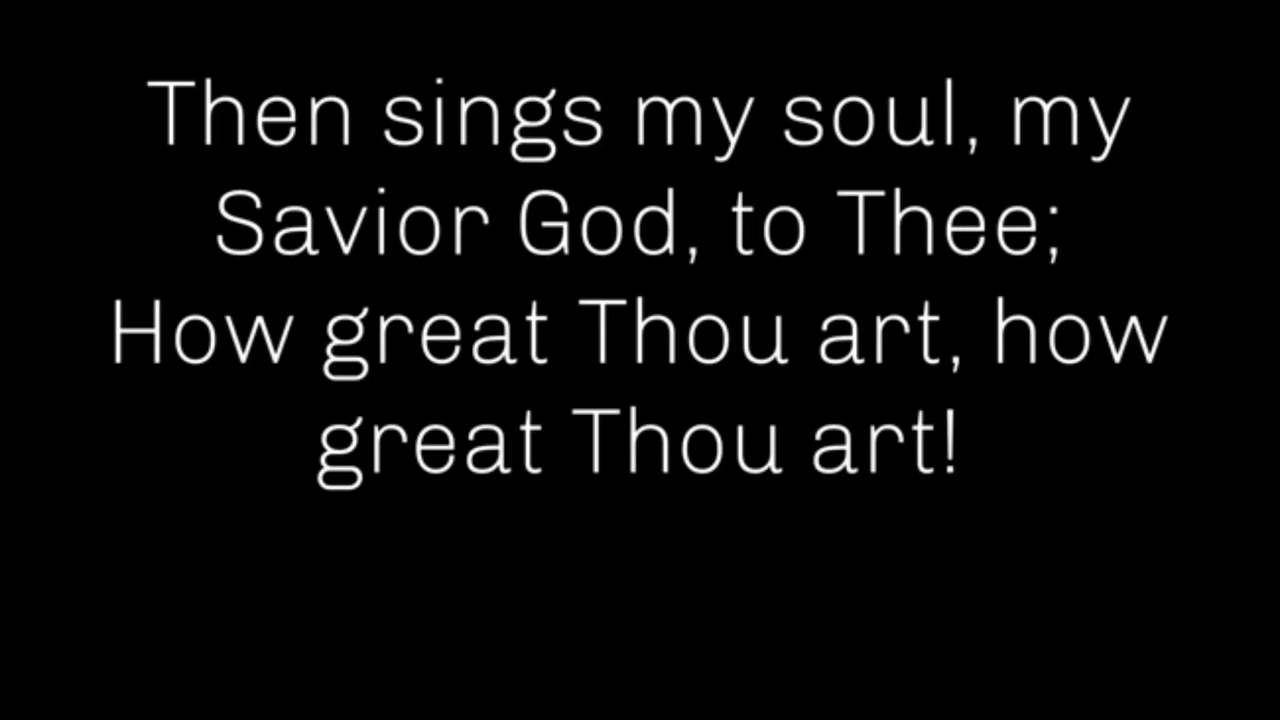 Then sings my soul, my
Savior God, to Thee;
How great Thou art, how
great Thou art!